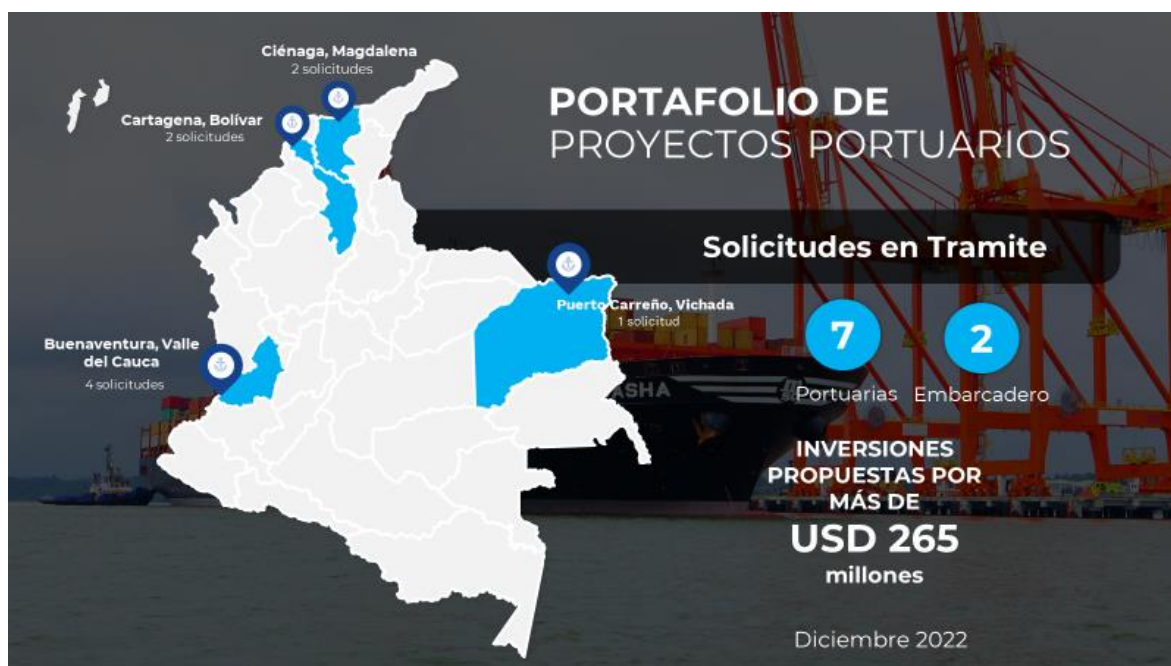 Ciénaga, Magdalena
2 solicitudes
Cartagena, Bolívar
2 solicitudes
PORTAFOLIO DE
PROYECTOS PORTUARIOS
Solicitudes en Tramite
Puerto Carreño, Vichada
1 solicitud
7
Portuarias
2
Embarcadero
Buenaventura, Valle
del Cauca
4 solicitudes
ASHA
INVERSIONES
PROPUESTAS POR
MÁS DE
USD 265
millones
Diciembre 2022